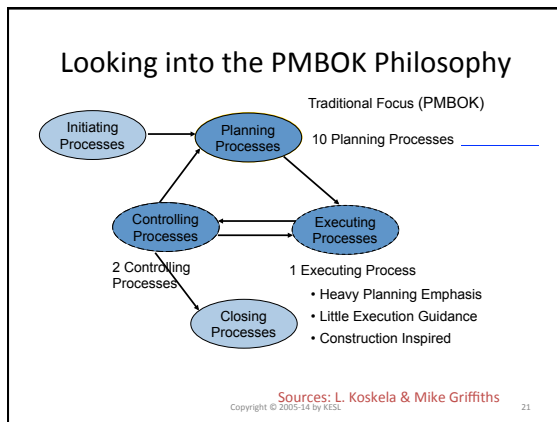 Looking into the PMBOK Philosophy
Traditional Focus (PMBOK)
Initiating
Processes
Planning
Processes
10 Planning Processes
Controlling
Processes
Executing
Processes
2 Controlling
Processes
1 Executing Process
• Heavy Planning Emphasis
• Little Execution Guidance
• Construction Inspired
Closing
Processes
Sources: L. Koskela & Mike Griffiths
Copyright © 2005-14 by KESL
21